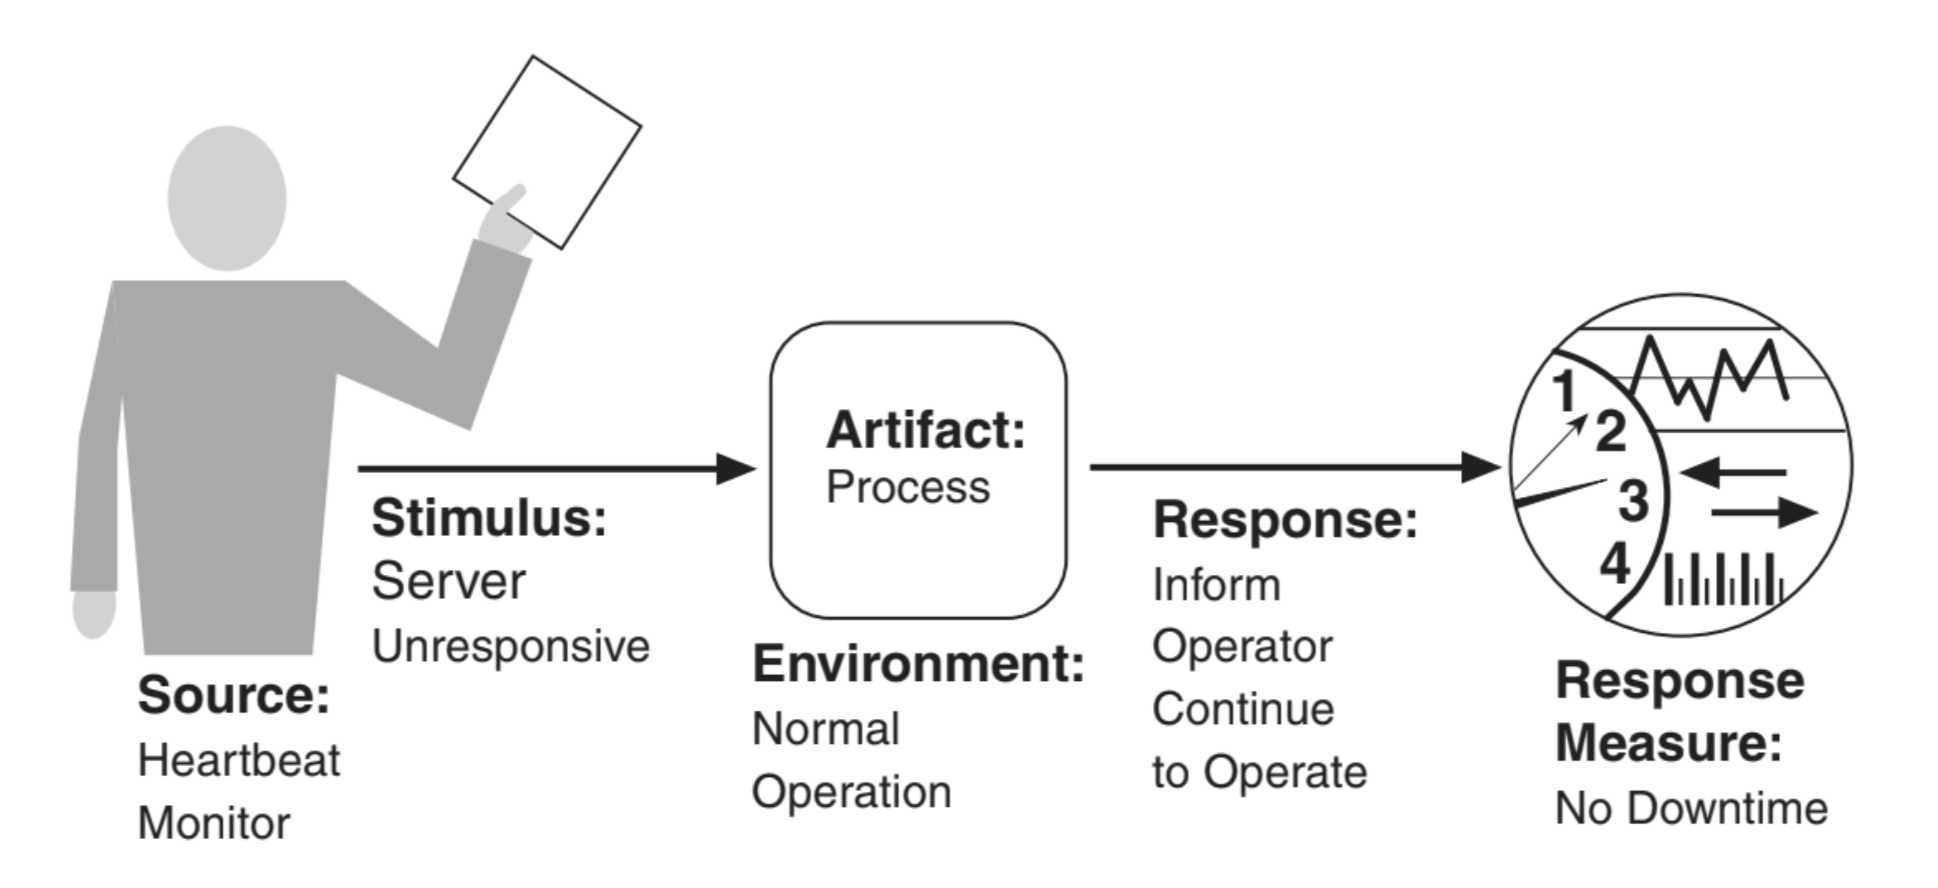 Source:
Heartbeat
Monitor
Stimulus:
Server
Unresponsive
Artifact:
Process
Environment:
Normal
Operation
Response:
Inform
Operator
Continue
to Operate
1
2
3
4
Response
Measure:
No Downtime